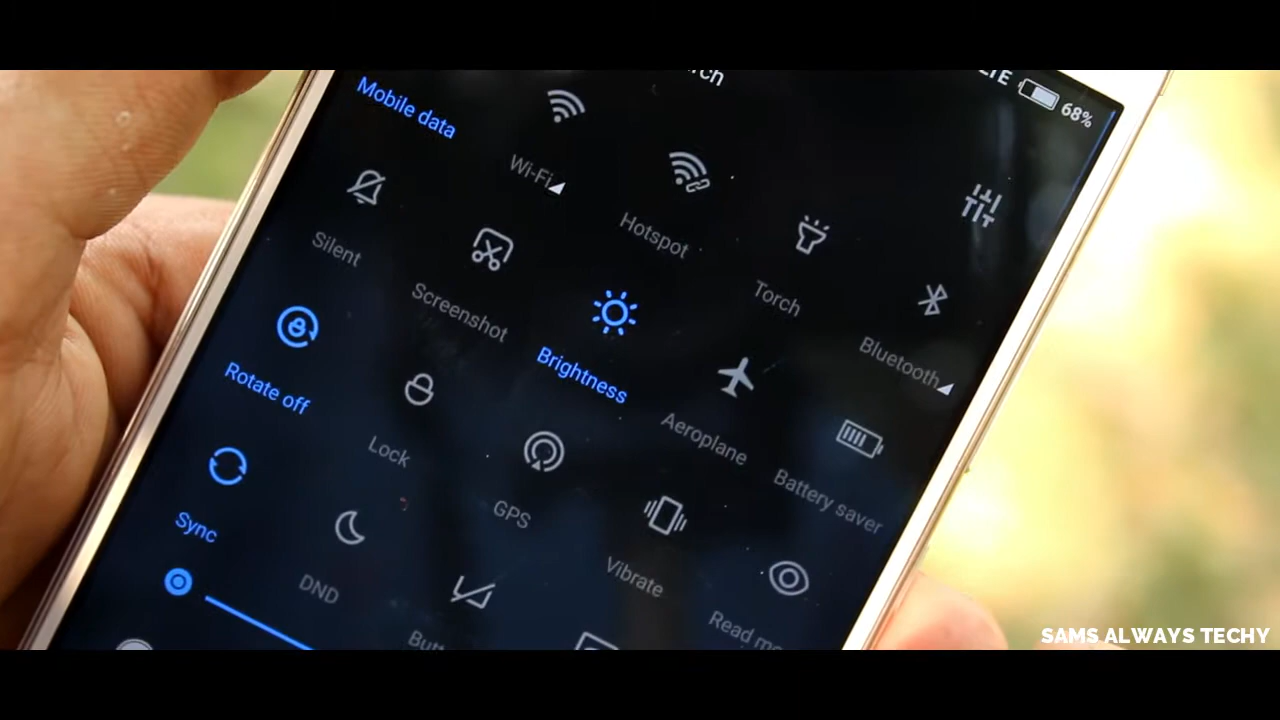 68%
Mobile data
Wi-Fi
Hotspot
Torch
Bluetooth
Silent
Screenshot
Brightness
Aeroplane
Battery saver
Rotate off
Lock
GPS
Vibrate
Read
Sync
DND
SAMS ALWAYS TECHY